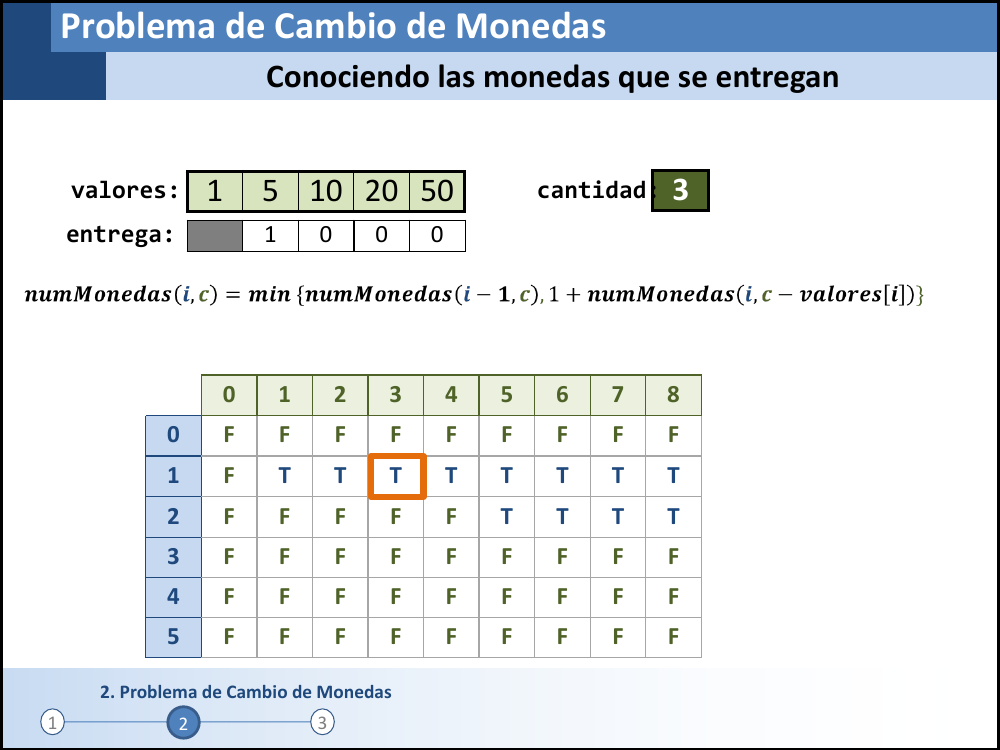 Problema de Cambio de Monedas
Conociendo las monedas que se entregan
valores: 1 5 10 20 50 cantidad: 3
entrega: 1 0 0 0
numMonedas(i,c) = min {numMonedas(i − 1,c), 1 + numMonedas(i,c − valores[i])}
0 1 2 3 4 5 6 7 8
0 F F F F F F F F F
1 F T T T T T T T T
2 F F F F F T T T T
3 F F F F F F F F F
4 F F F F F F F F F
5 F F F F F F F F F
2. Problema de Cambio de Monedas
1 2 3